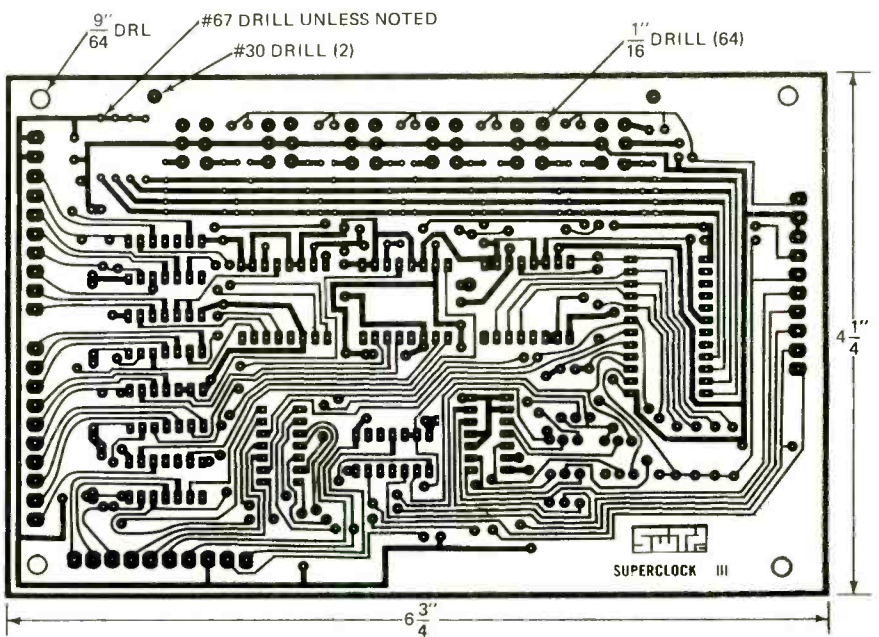 9"/64 DRL
#67 DRILL UNLESS NOTED
#30 DRILL (2)
1"/16 DRILL (64)
4 1"/4
SUPERCLOCK III
6 3"/4